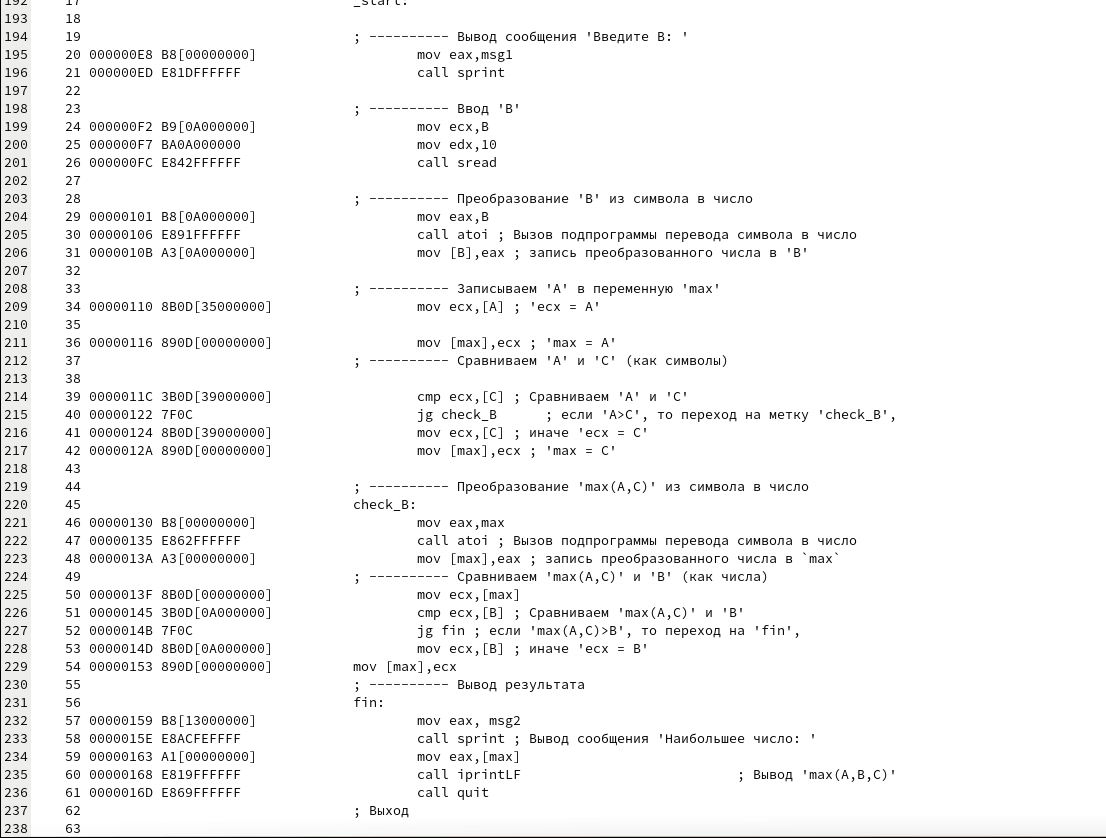 192 17 _start:
193 18
194 19 ; ---------- Вывод сообщения 'Введите B: '
195 20 000000E8 B8[00000000] mov eax,msg1
196 21 000000ED E81DFFFFFF call sprint
197 22
198 23 ; ---------- Ввод 'B'
199 24 000000F2 B9[0A000000] mov ecx,B
200 25 000000F7 BA0A000000 mov edx,10
201 26 000000FC E842FFFFFF call sread
202 27
203 28 ; ---------- Преобразование 'B' из символа в число
204 29 00000101 B8[0A000000] mov eax,B
205 30 00000106 E891FFFFFF call atoi ; Вызов подпрограммы перевода символа в число
206 31 0000010B A3[0A000000] mov [B],eax ; запись преобразованного числа в 'B'
207 32
208 33 ; ---------- Записываем 'A' в переменную 'max'
209 34 00000110 8B0D[35000000] mov ecx,[A] ; 'ecx = A'
210 35
211 36 00000116 890D[00000000] mov [max],ecx ; 'max = A'
212 37 ; ---------- Сравниваем 'A' и 'C' (как символы)
213 38
214 39 0000011C 3B0D[39000000] cmp ecx,[C] ; Сравниваем 'A' и 'C'
215 40 00000122 7F0C jg check_B ; если 'A>C', то переход на метку 'check_B',
216 41 00000124 8B0D[39000000] mov ecx,[C] ; иначе 'ecx = C'
217 42 0000012A 890D[00000000] mov [max],ecx ; 'max = C'
218 43
219 44 ; ---------- Преобразование 'max(A,C)' из символа в число
220 45 check_B:
221 46 00000130 B8[00000000] mov eax,max
222 47 00000135 E862FFFFFF call atoi ; Вызов подпрограммы перевода символа в число
223 48 0000013A A3[00000000] mov [max],eax ; запись преобразованного числа в `max`
224 49 ; ---------- Сравниваем 'max(A,C)' и 'B' (как числа)
225 50 0000013F 8B0D[00000000] mov ecx,[max]
226 51 00000145 3B0D[0A000000] cmp ecx,[B] ; Сравниваем 'max(A,C)' и 'B'
227 52 0000014B 7F0C jg fin ; если 'max(A,C)>B', то переход на 'fin',
228 53 0000014D 8B0D[0A000000] mov ecx,[B] ; иначе 'ecx = B'
229 54 00000153 890D[00000000] mov [max],ecx
230 55 ; ---------- Вывод результата
231 56 fin:
232 57 00000159 B8[13000000] mov eax, msg2
233 58 0000015E E8ACFEFFFF call sprint ; Вывод сообщения 'Наибольшее число: '
234 59 00000163 A1[00000000] mov eax,[max]
235 60 00000168 E819FFFFFF call iprintLF ; Вывод 'max(A,B,C)'
236 61 0000016D E869FFFFFF call quit
237 62 ; Выход
238 63